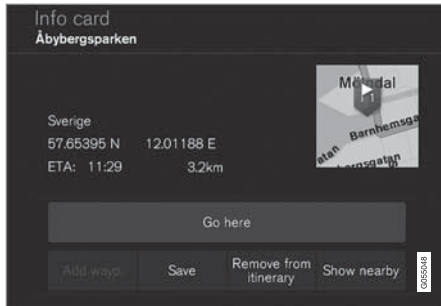 Info card
Åbybergsparken
Sverige
57.65395 N 12.01188 E
ETA: 11:29 3.2km
Mölndal
Barnhemsga
Go here
Add wayp.
Save
Remove from
itinerary
Show nearby
G055048